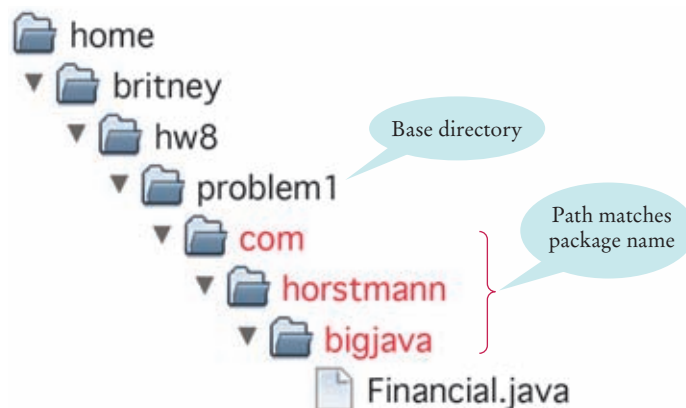 home
britney
hw8
Base directory
problem1
Path matches
package name
com
horstmann
bigjava
Financial.java